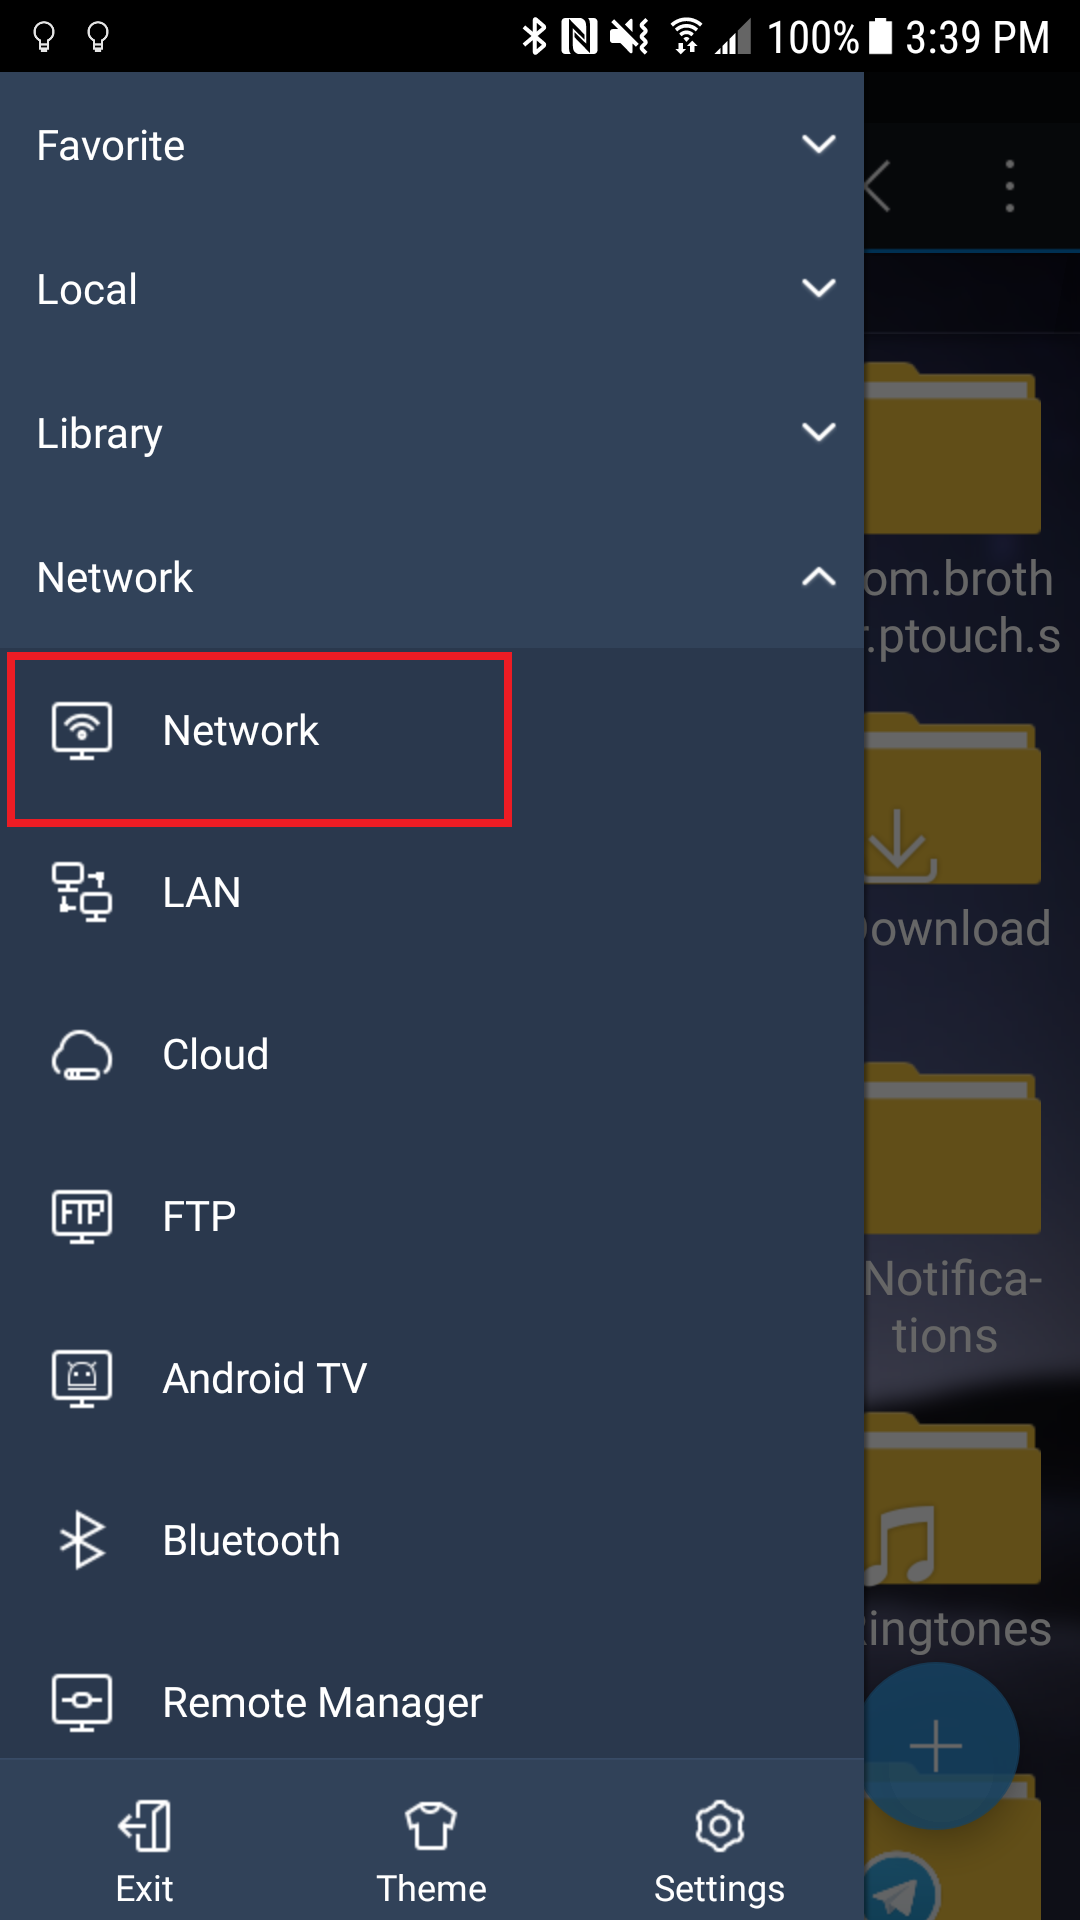 100% 3:39 PM
Favorite
Local
Library
Network
Network
LAN
Cloud
FTP
FTP
Android TV
Bluetooth
Remote Manager
Exit
Theme
Settings
om.broth
r.ptouch.s
ownload
Notifica-
tions
ingtones